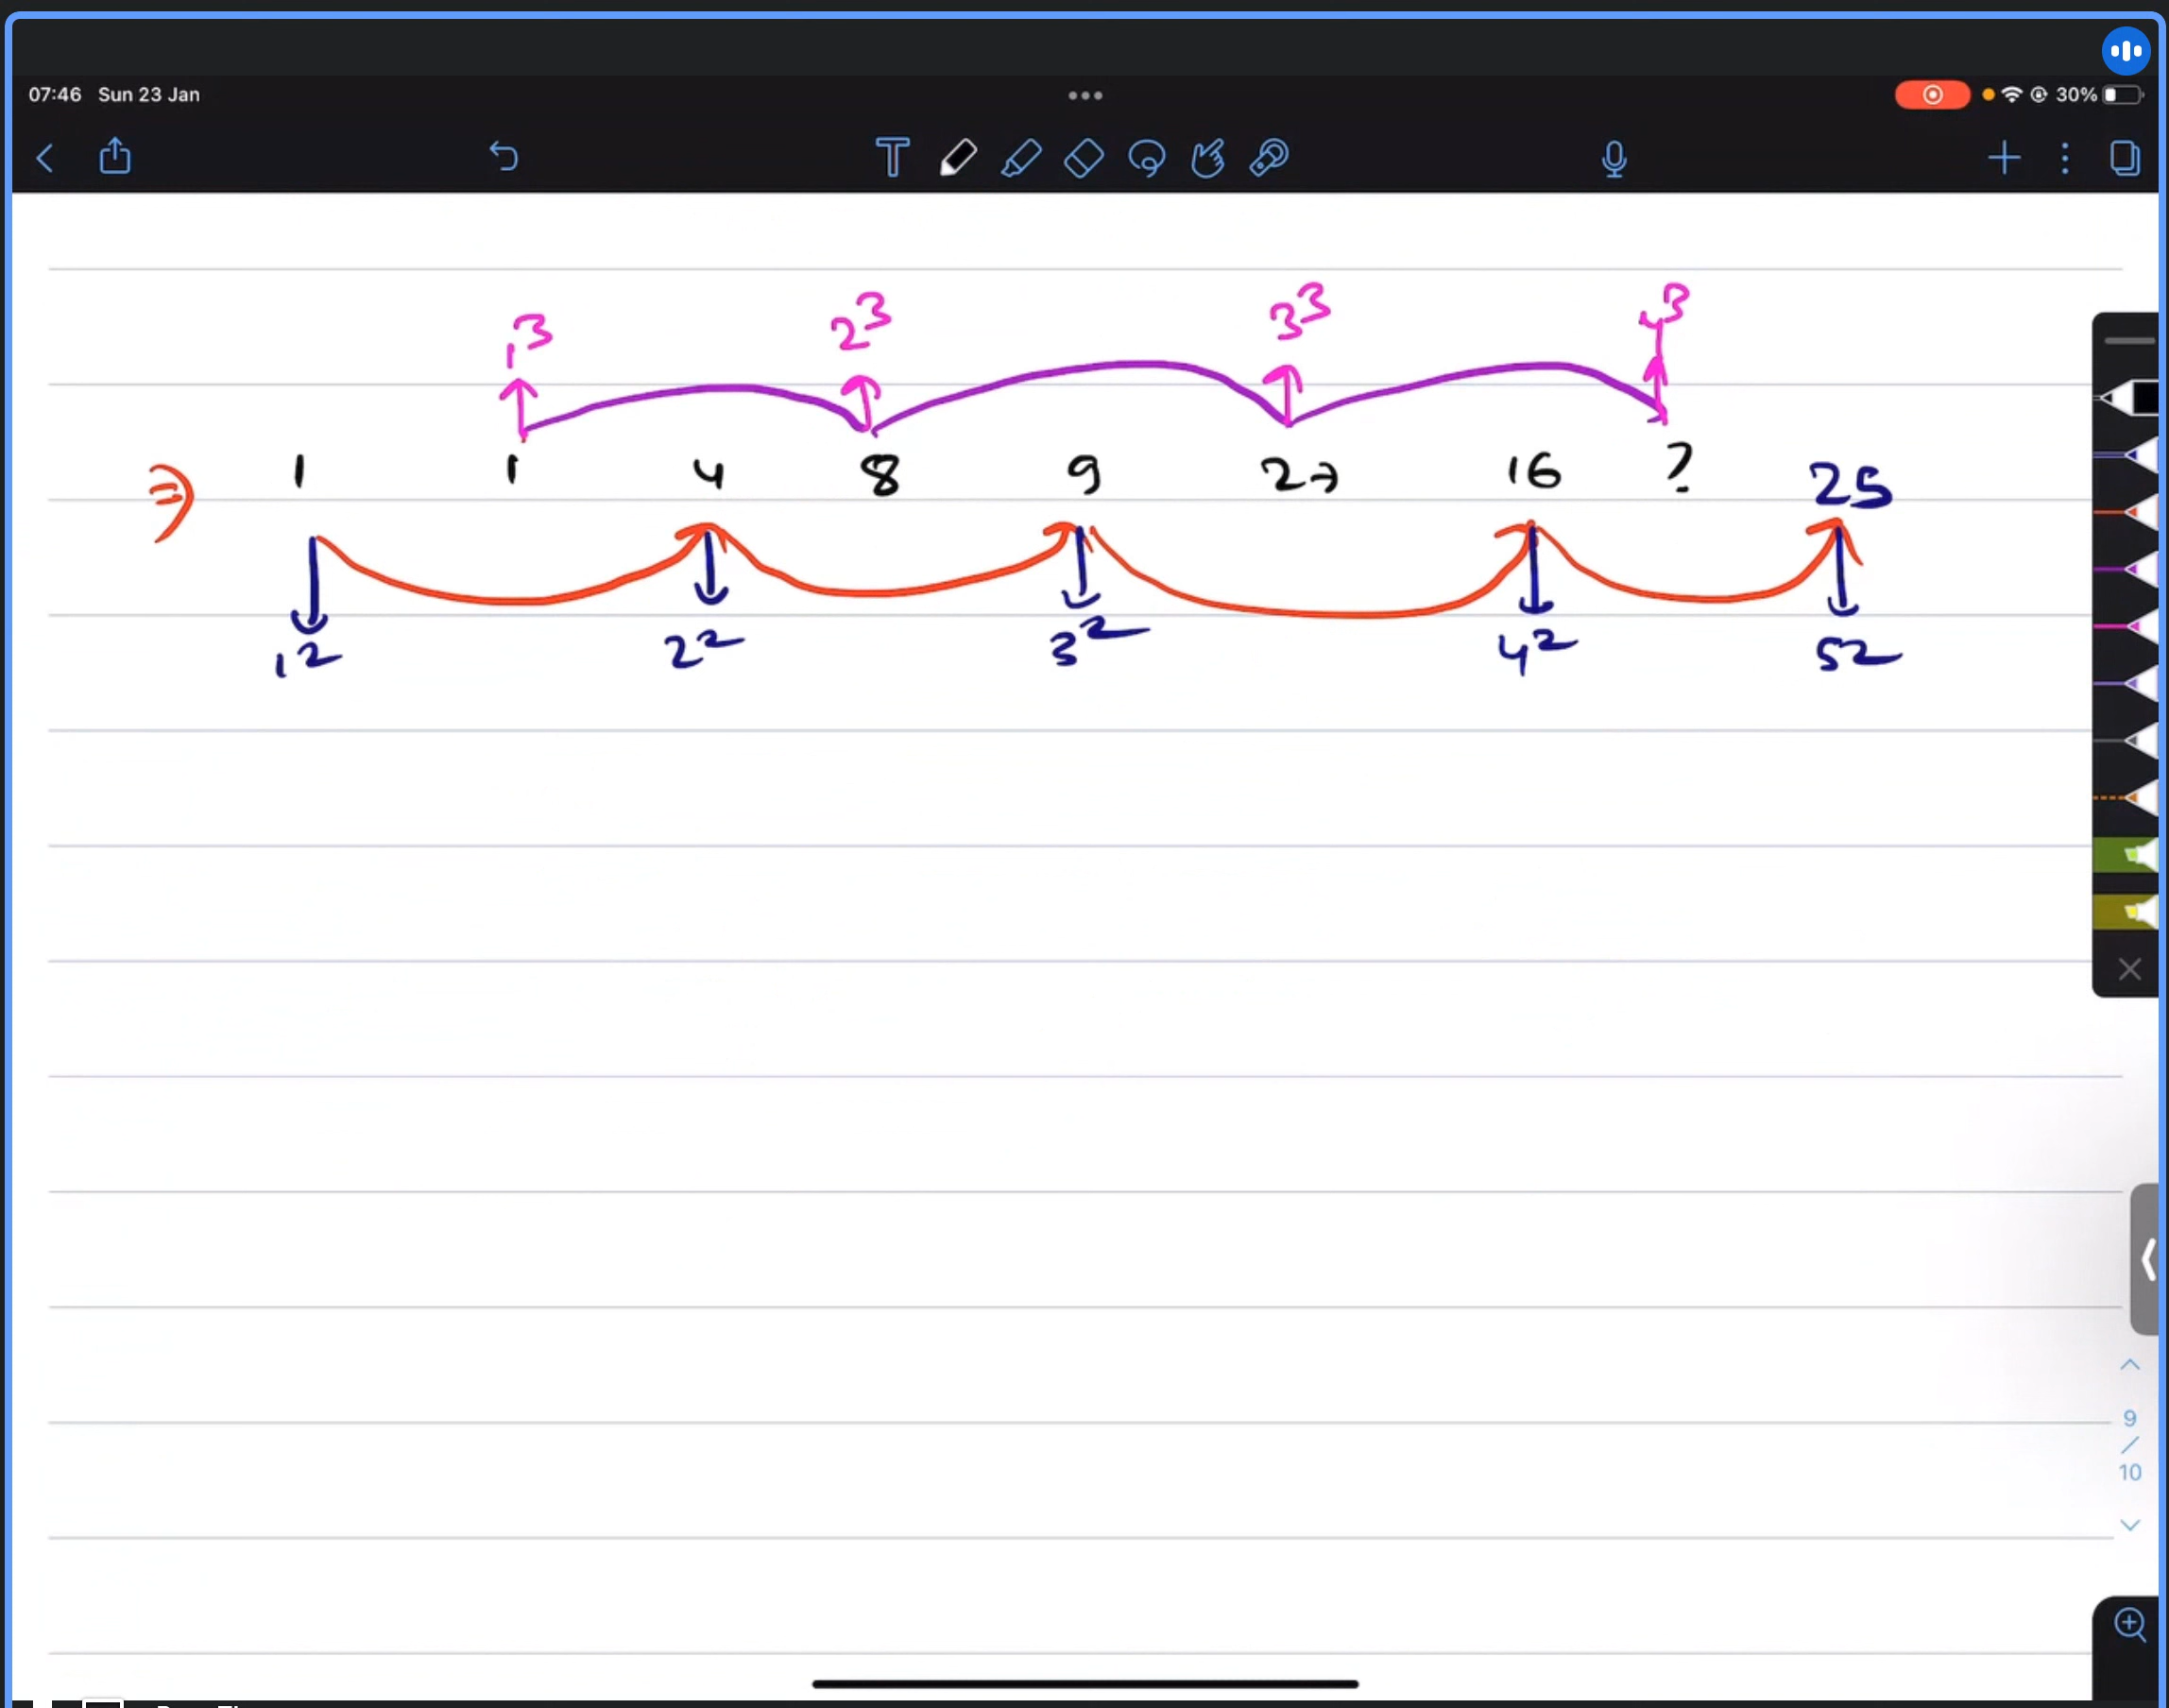 07:46 Sun 23 Jan
30%
T
1³ 2³ 3³ 4³
⇒ 1 1 4 8 9 27 16 ? 25
1² 2² 3² 4² 5²
9
/
10